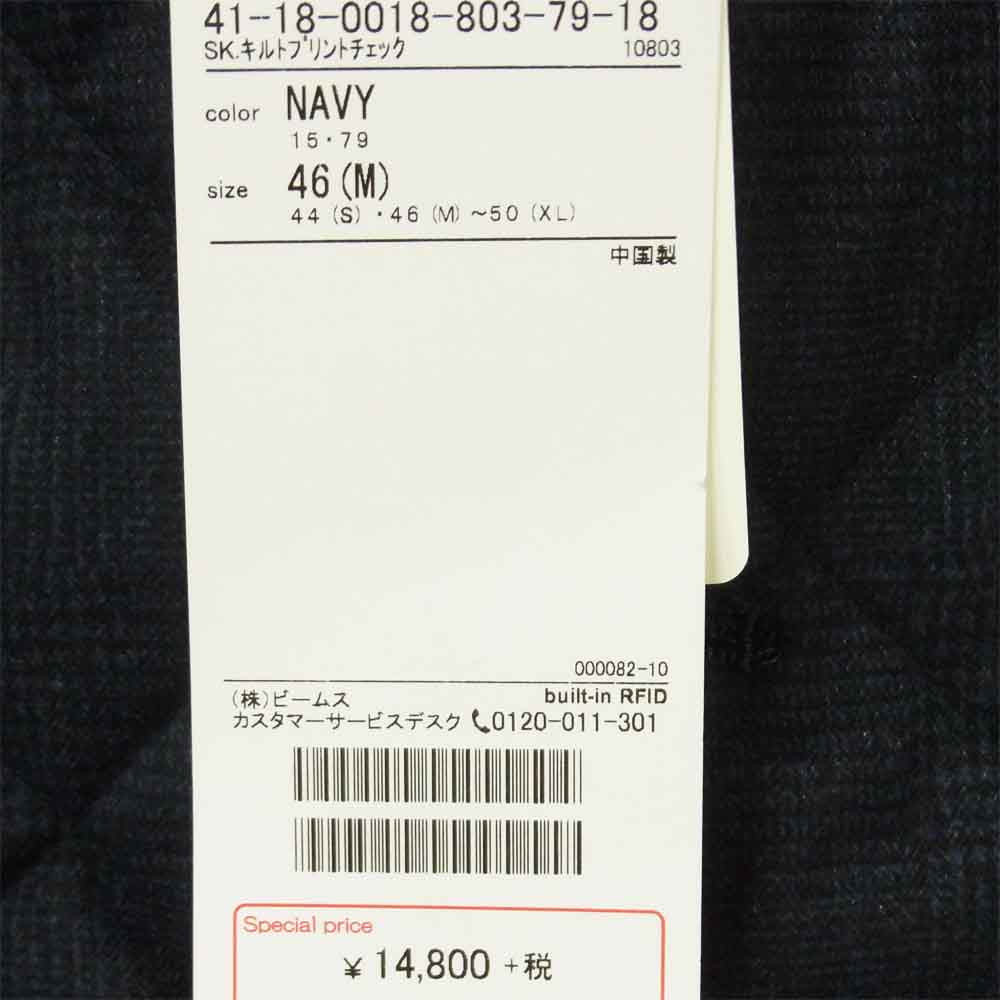 41--18-0018-803-79-18
SK.キルトプリントチェック 10803
color NAVY
15・79
size 46(M)
44(S)・46(M)~50(XL)
中国製
000082-10
(株)ビームス built-in RFID
カスタマーサービスデスク 0120-011-301
Special price
¥ 14,800 +税